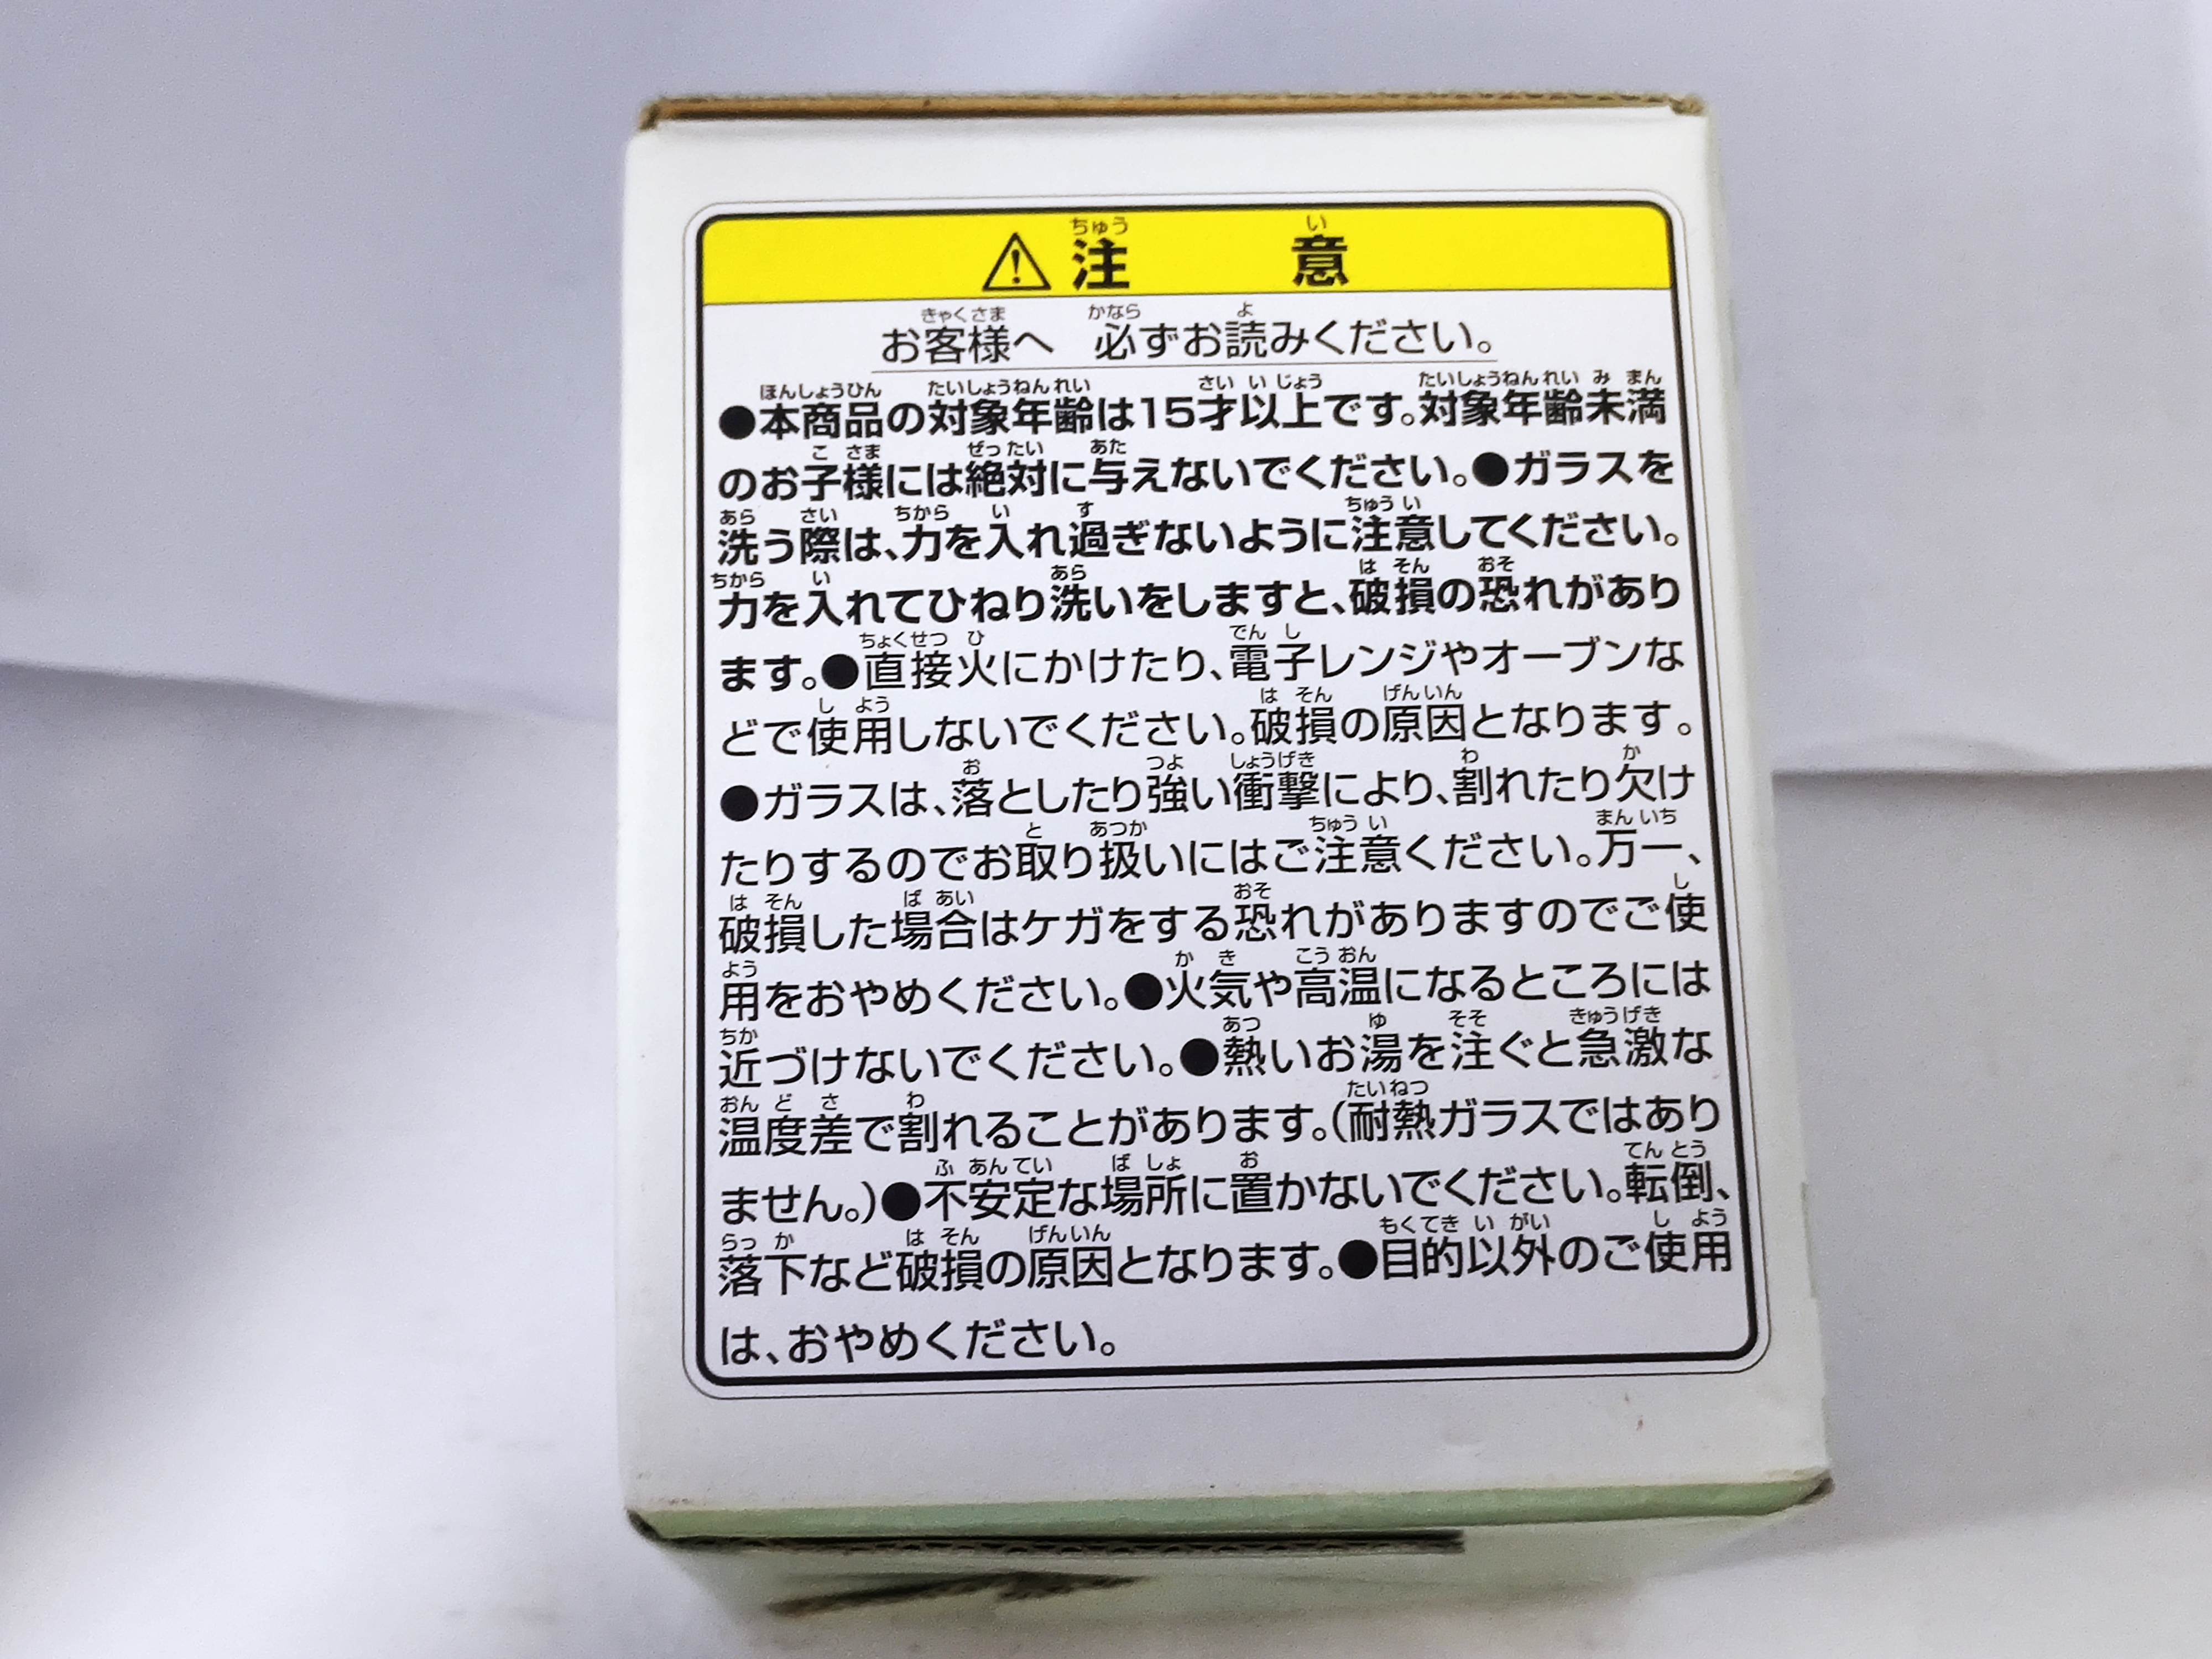 ⚠注意
お客様へ 必ずお読みください。
●本商品の対象年齢は15才以上です。対象年齢未満
のお子様には絶対に与えないでください。●ガラスを
洗う際は、力を入れ過ぎないように注意してください。
力を入れてひねり洗いをしますと、破損の恐れがあり
ます。●直接火にかけたり、電子レンジやオーブンな
どで使用しないでください。破損の原因となります。
●ガラスは、落としたり強い衝撃により、割れたり欠け
たりするのでお取り扱いにはご注意ください。万一、
破損した場合はケガをする恐れがありますのでご使
用をおやめください。●火気や高温になるところには
近づけないでください。●熱いお湯を注ぐと急激な
温度差で割れることがあります。(耐熱ガラスではあり
ません。)●不安定な場所に置かないでください。転倒、
落下など破損の原因となります。●目的以外のご使用
は、おやめください。